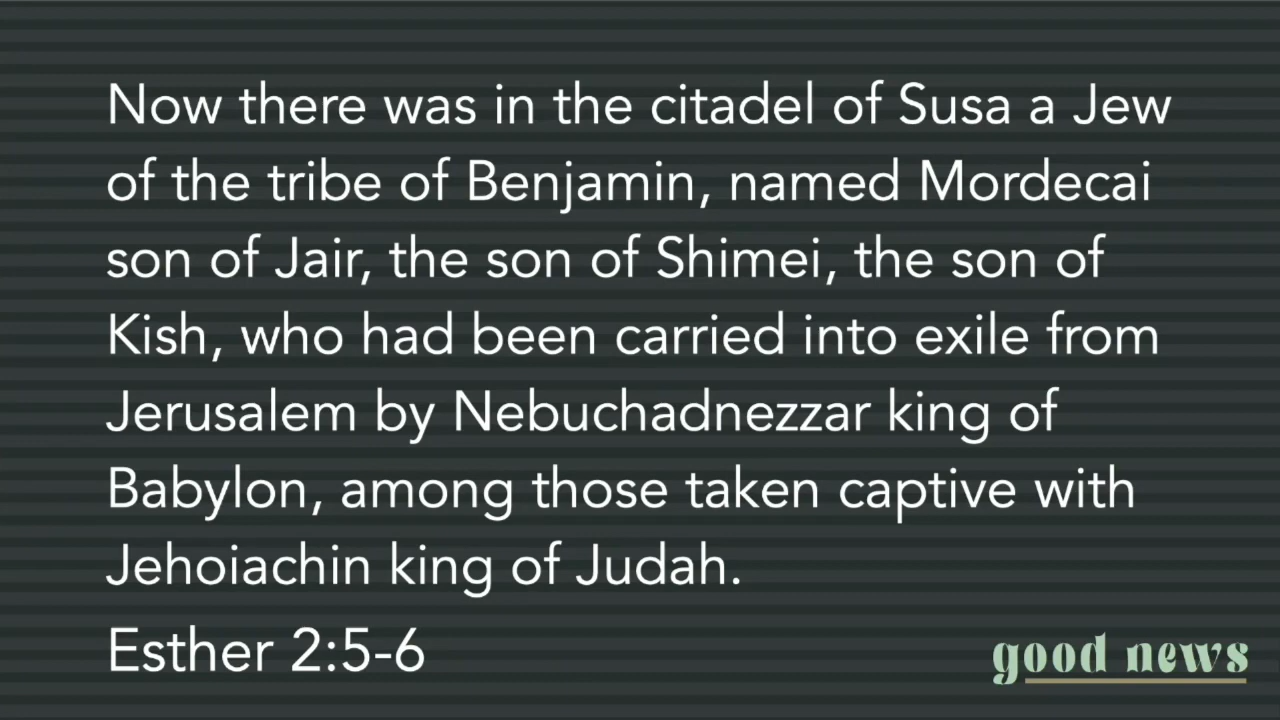 Now there was in the citadel of Susa a Jew
of the tribe of Benjamin, named Mordecai
son of Jair, the son of Shimei, the son of
Kish, who had been carried into exile from
Jerusalem by Nebuchadnezzar king of
Babylon, among those taken captive with
Jehoiachin king of Judah.
Esther 2:5-6
good news